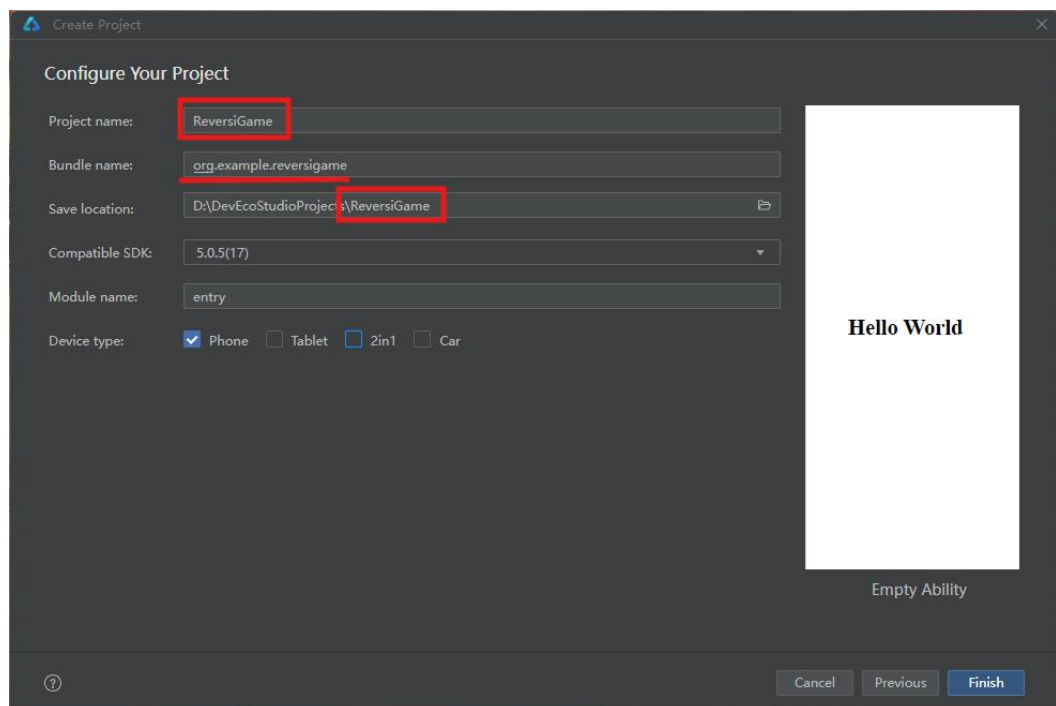 Create Project
Configure Your Project
Project name: ReversiGame
Bundle name: org.example.reversigame
Save location: D:\DevEcoStudioProjects\ReversiGame
Compatible SDK: 5.0.5(17)
Module name: entry
Device type: Phone Tablet 2in1 Car
Hello World
Empty Ability
? Cancel Previous Finish